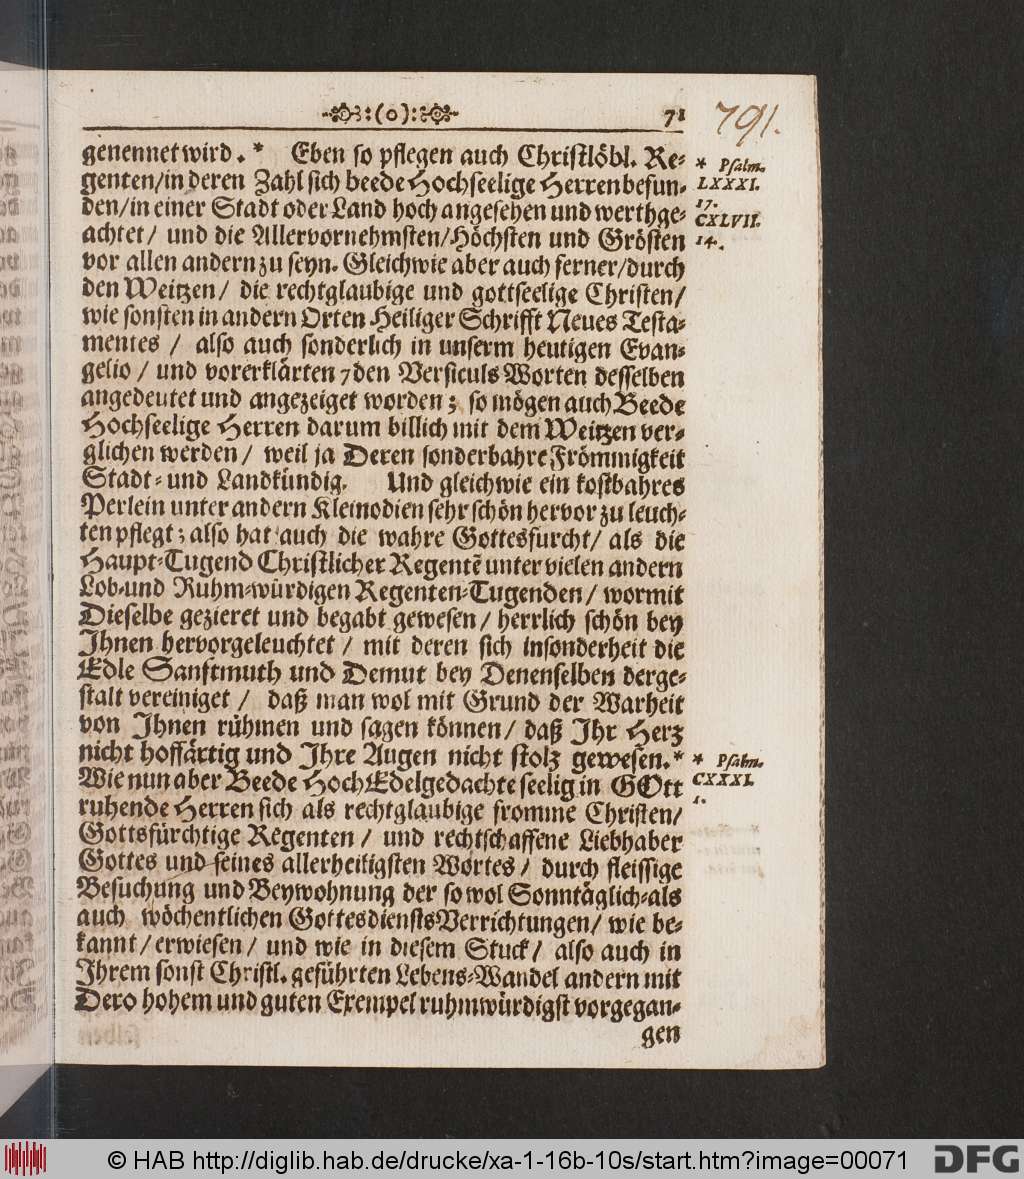 :(o): 71
791.
genennet wird. * Eben so pflegen auch Christlöbl. Re-
genten/ in deren Zahl sich beede Hochseelige Herren befun-
den/ in einer Stadt oder Land hoch angesehen und werthge-
achtet/ und die Allervornehmsten/ Höchsten und Grösten
vor allen andern zu seyn. Gleichwie aber auch ferner/ durch
den Weitzen/ die rechtglaubige und gottseelige Christen/
wie sonsten in andern Orten Heiliger Schrifft Neues Testa-
mentes / also auch sonderlich in unserm heutigen Evan-
gelio / und vorerklärten 7den Versiculs Worten desselben
angedeutet und angezeiget worden; so mögen auch Beede
Hochseelige Herren darum billich mit dem Weitzen ver-
glichen werden/ weil ja Deren sonderbahre Frömmigkeit
Stadt- und Landkündig. Und gleichwie ein kostbahres
Perlein unter andern Kleinodien sehr schön hervor zu leuch-
ten pflegt; also hat auch die wahre Gottesfurcht/ als die
Haupt-Tugend Christlicher Regentẽ unter vielen andern
Lob-und Ruhm-würdigen Regenten-Tugenden/ wormit
Dieselbe gezieret und begabt gewesen/ herrlich schön bey
Ihnen hervorgeleuchtet/ mit deren sich insonderheit die
Edle Sanftmuth und Demut bey Denenselben derge-
stalt vereiniget / daß man wol mit Grund der Warheit
von Ihnen rühmen und sagen können/ daß Ihr Herz
nicht hoffärtig und Ihre Augen nicht stolz gewesen.*
Wie nun aber Beede HochEdelgedachte seelig in GOtt
ruhende Herren sich als rechtglaubige fromme Christen/
Gottsfürchtige Regenten / und rechtschaffene Liebhaber
Gottes und seines allerheiligsten Wortes/ durch fleissige
Besuchung und Beywohnung der so wol Sonntäglich-als
auch wöchentlichen GottesdienstsVerrichtungen/ wie be-
kannt/ erwiesen/ und wie in diesem Stuck/ also auch in
Ihrem sonst Christl. geführten Lebens-Wandel andern mit
Dero hohem und guten Exempel ruhmwürdigst vorgegan-
gen
* Psalm.
LXXXI.
17.
CXLVII.
14.
* Psalm.
CXXXI.
1.
© HAB http://diglib.hab.de/drucke/xa-1-16b-10s/start.htm?image=00071
DFG